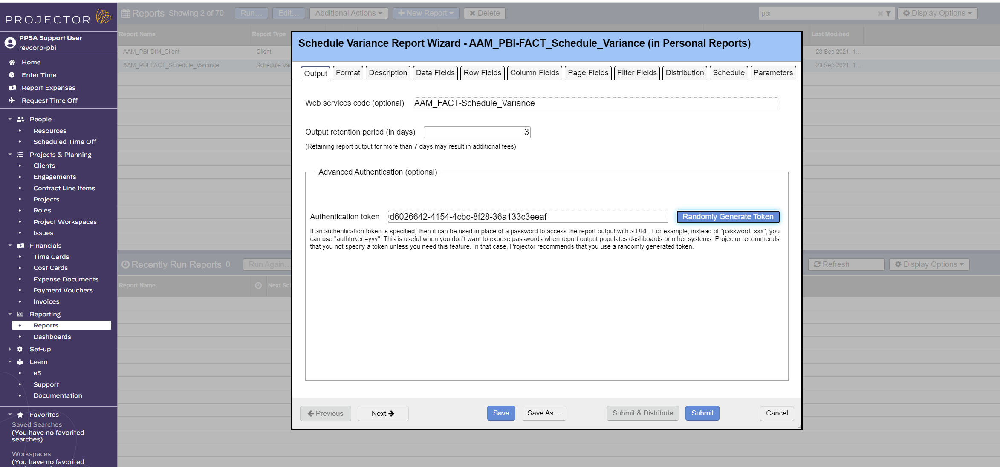 PROJECTOR
PPSA Support User
revcorp-pbi
Home
Enter Time
Report Expenses
Request Time Off
People
Resources
Scheduled Time Off
Projects & Planning
Clients
Engagements
Contract Line Items
Projects
Roles
Project Workspaces
Issues
Financials
Time Cards
Cost Cards
Expense Documents
Payment Vouchers
Invoices
Reporting
Reports
Dashboards
Set-up
Learn
e3
Support
Documentation
Favorites
Saved Searches
(You have no favorited
searches)
Workspaces
(You have no favorited
Reports Showing 2 of 70 Run... Edit... Additional Actions New Report Delete pbi Display Options
Report Name Report Type Last Modified
AAM_PBI-DIM_Client Client 23 Sep 2021, 1...
AAM_PBI-FACT_Schedule_Variance Schedule Var 23 Sep 2021, 1...
Schedule Variance Report Wizard - AAM_PBI-FACT_Schedule_Variance (in Personal Reports)
Output Format Description Data Fields Row Fields Column Fields Page Fields Filter Fields Distribution Schedule Parameters
Web services code (optional) AAM_FACT-Schedule_Variance
Output retention period (in days) 3
(Retaining report output for more than 7 days may result in additional fees)
Advanced Authentication (optional)
Authentication token d6026642-4154-4cbc-8f28-36a133c3eeaf Randomly Generate Token
If an authentication token is specified, then it can be used in place of a password to access the report output with a URL. For example, instead of "password=xxx", you
can use "authtoken=yyy". This is useful when you don't want to expose passwords when report output populates dashboards or other systems. Projector recommends
that you not specify a token unless you need this feature. In that case, Projector recommends that you use a randomly generated token.
Previous Next Save Save As... Submit & Distribute Submit Cancel
Recently Run Reports 0 Run Again... Refresh Display Options
Report Name Next Sc